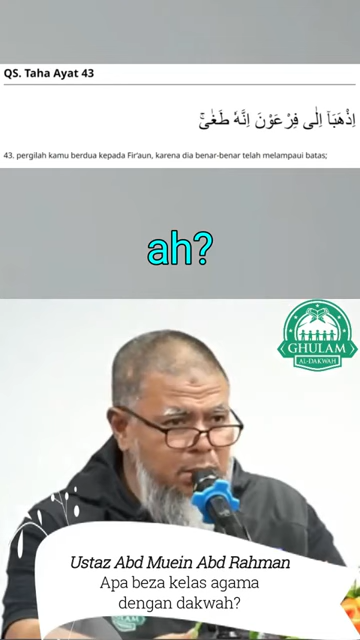 QS. Taha Ayat 43
اِذْهَبَآ اِلٰى فِرْعَوْنَ اِنَّهٗ طَغٰىۚ
43. pergilah kamu berdua kepada Fir'aun, karena dia benar-benar telah melampaui batas;
ah?
GHULAM
AL-DAKWAH
Ustaz Abd Muein Abd Rahman
Apa beza kelas agama
dengan dakwah?